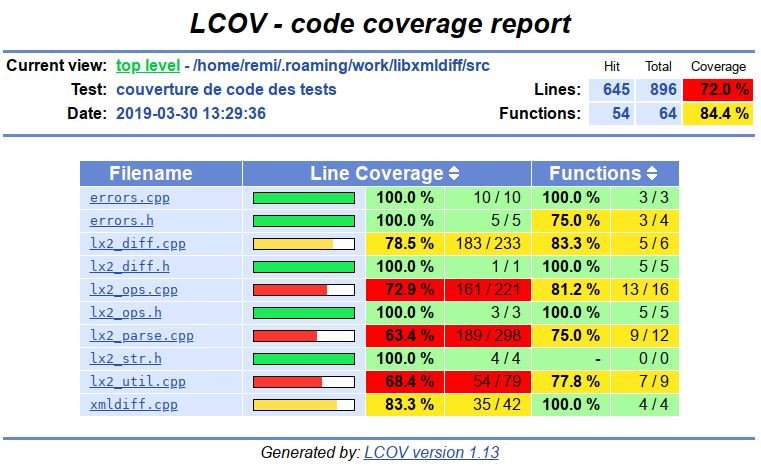 LCOV - code coverage report
Current view: top level - /home/remi/.roaming/work/libxmldiff/src Hit Total Coverage
Test: couverture de code des tests Lines: 645 896 72.0 %
Date: 2019-03-30 13:29:36 Functions: 54 64 84.4 %
Filename Line Coverage Functions
errors.cpp 100.0 % 10 / 10 100.0 % 3 / 3
errors.h 100.0 % 5 / 5 75.0 % 3 / 4
lx2_diff.cpp 78.5 % 183 / 233 83.3 % 5 / 6
lx2_diff.h 100.0 % 1 / 1 100.0 % 5 / 5
lx2_ops.cpp 72.9 % 161 / 221 81.2 % 13 / 16
lx2_ops.h 100.0 % 3 / 3 100.0 % 5 / 5
lx2_parse.cpp 63.4 % 189 / 298 75.0 % 9 / 12
lx2_str.h 100.0 % 4 / 4 - 0 / 0
lx2_util.cpp 68.4 % 54 / 79 77.8 % 7 / 9
xmldiff.cpp 83.3 % 35 / 42 100.0 % 4 / 4
Generated by: LCOV version 1.13